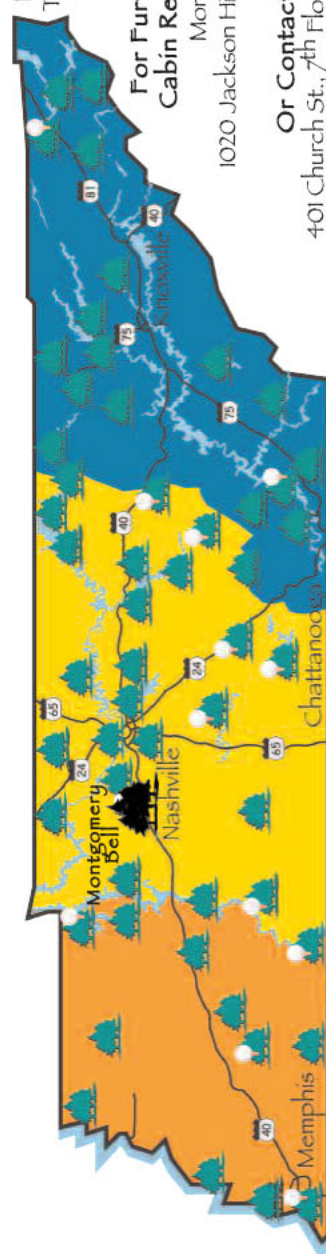 Montgomery
Bell
Nashville
Memphis
Chattanooga
Knoxville
40
24
65
24
65
40
75
75
81
40
For Fur
Cabin Re
Mor
1020 Jackson Hi
Or Contact
401 Church St., 7th Flo